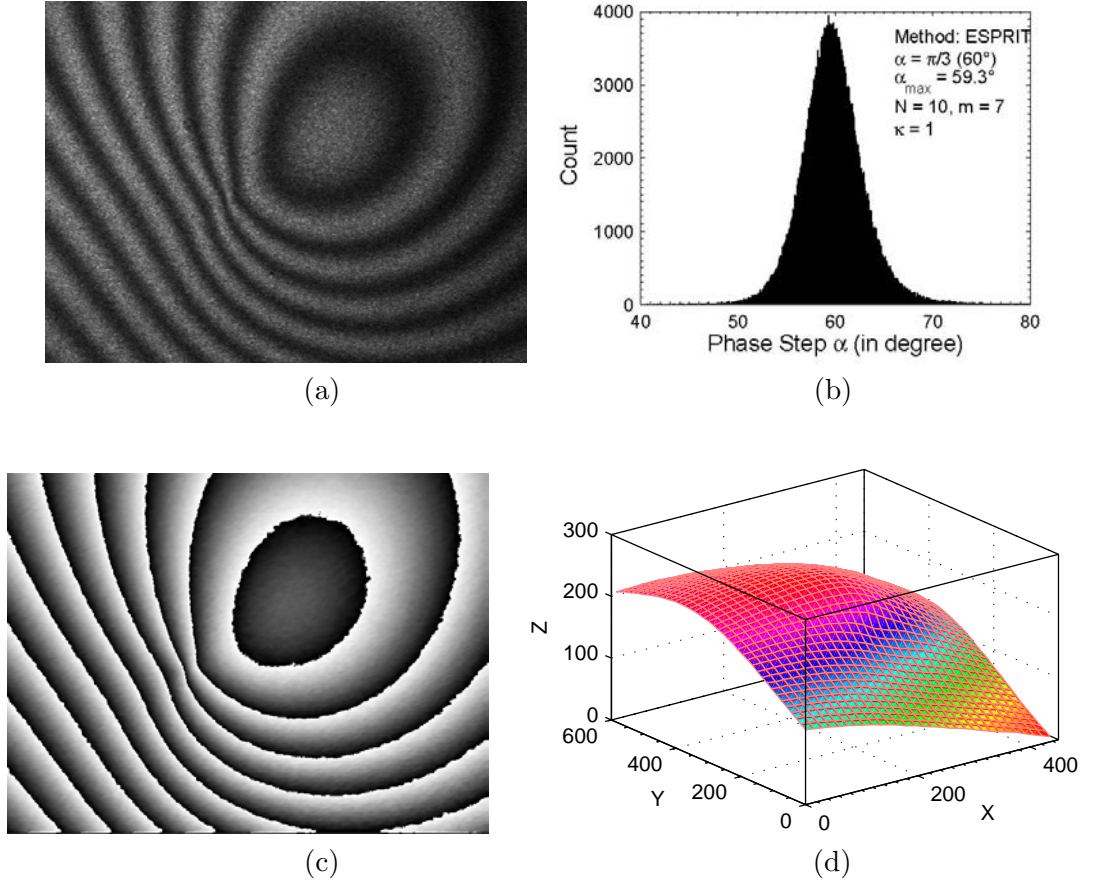 4000
3000
2000
1000
0
Count
Method: ESPRIT
α = π/3 (60°)
α_max = 59.3°
N = 10, m = 7
κ = 1
40 50 60 70 80
Phase Step α (in degree)
(a)
(b)
300
200
100
0
Z
600
400
200
0
Y
0
200
400
X
(c)
(d)